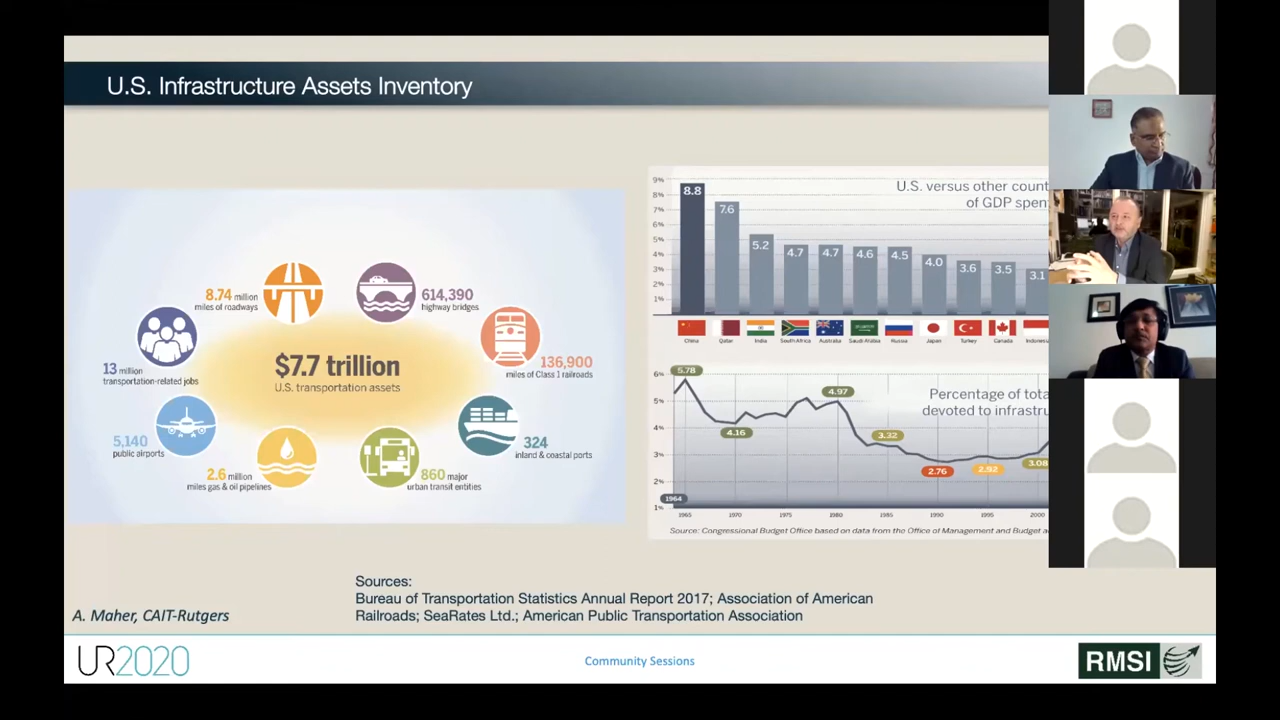 U.S. Infrastructure Assets Inventory
8.74 million
miles of roadways
614,390
highway bridges
13 million
transportation-related jobs
$7.7 trillion
U.S. transportation assets
136,900
miles of Class 1 railroads
5,140
public airports
324
inland & coastal ports
2.6 million
miles gas & oil pipelines
860 major
urban transit entities
U.S. versus other
of GDP
9%
8%
7%
6%
5%
4%
3%
2%
1%
8.8
7.6
5.2
4.7
4.7
4.6
4.5
4.0
3.6
3.5
3.1
China
Qatar
India
South Africa
Australia
Saudi Arabia
Russia
Japan
Turkey
Canada
Indonesia
Percentage of
devoted to
6%
5%
4%
3%
2%
1%
5.78
4.16
4.97
3.32
2.76
2.92
3.08
1964
1965
1970
1975
1980
1985
1990
1995
2000
Source: Congressional Budget Office based on data from the Office of Management and Budget
Sources:
Bureau of Transportation Statistics Annual Report 2017; Association of American
Railroads; SeaRates Ltd.; American Public Transportation Association
A. Maher, CAIT-Rutgers
UR2020
Community Sessions
RMSI